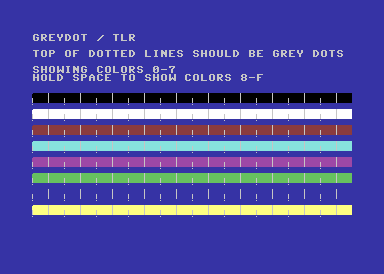 GREYDOT / TLR
TOP OF DOTTED LINES SHOULD BE GREY DOTS
SHOWING COLORS 0-7
HOLD SPACE TO SHOW COLORS 8-F